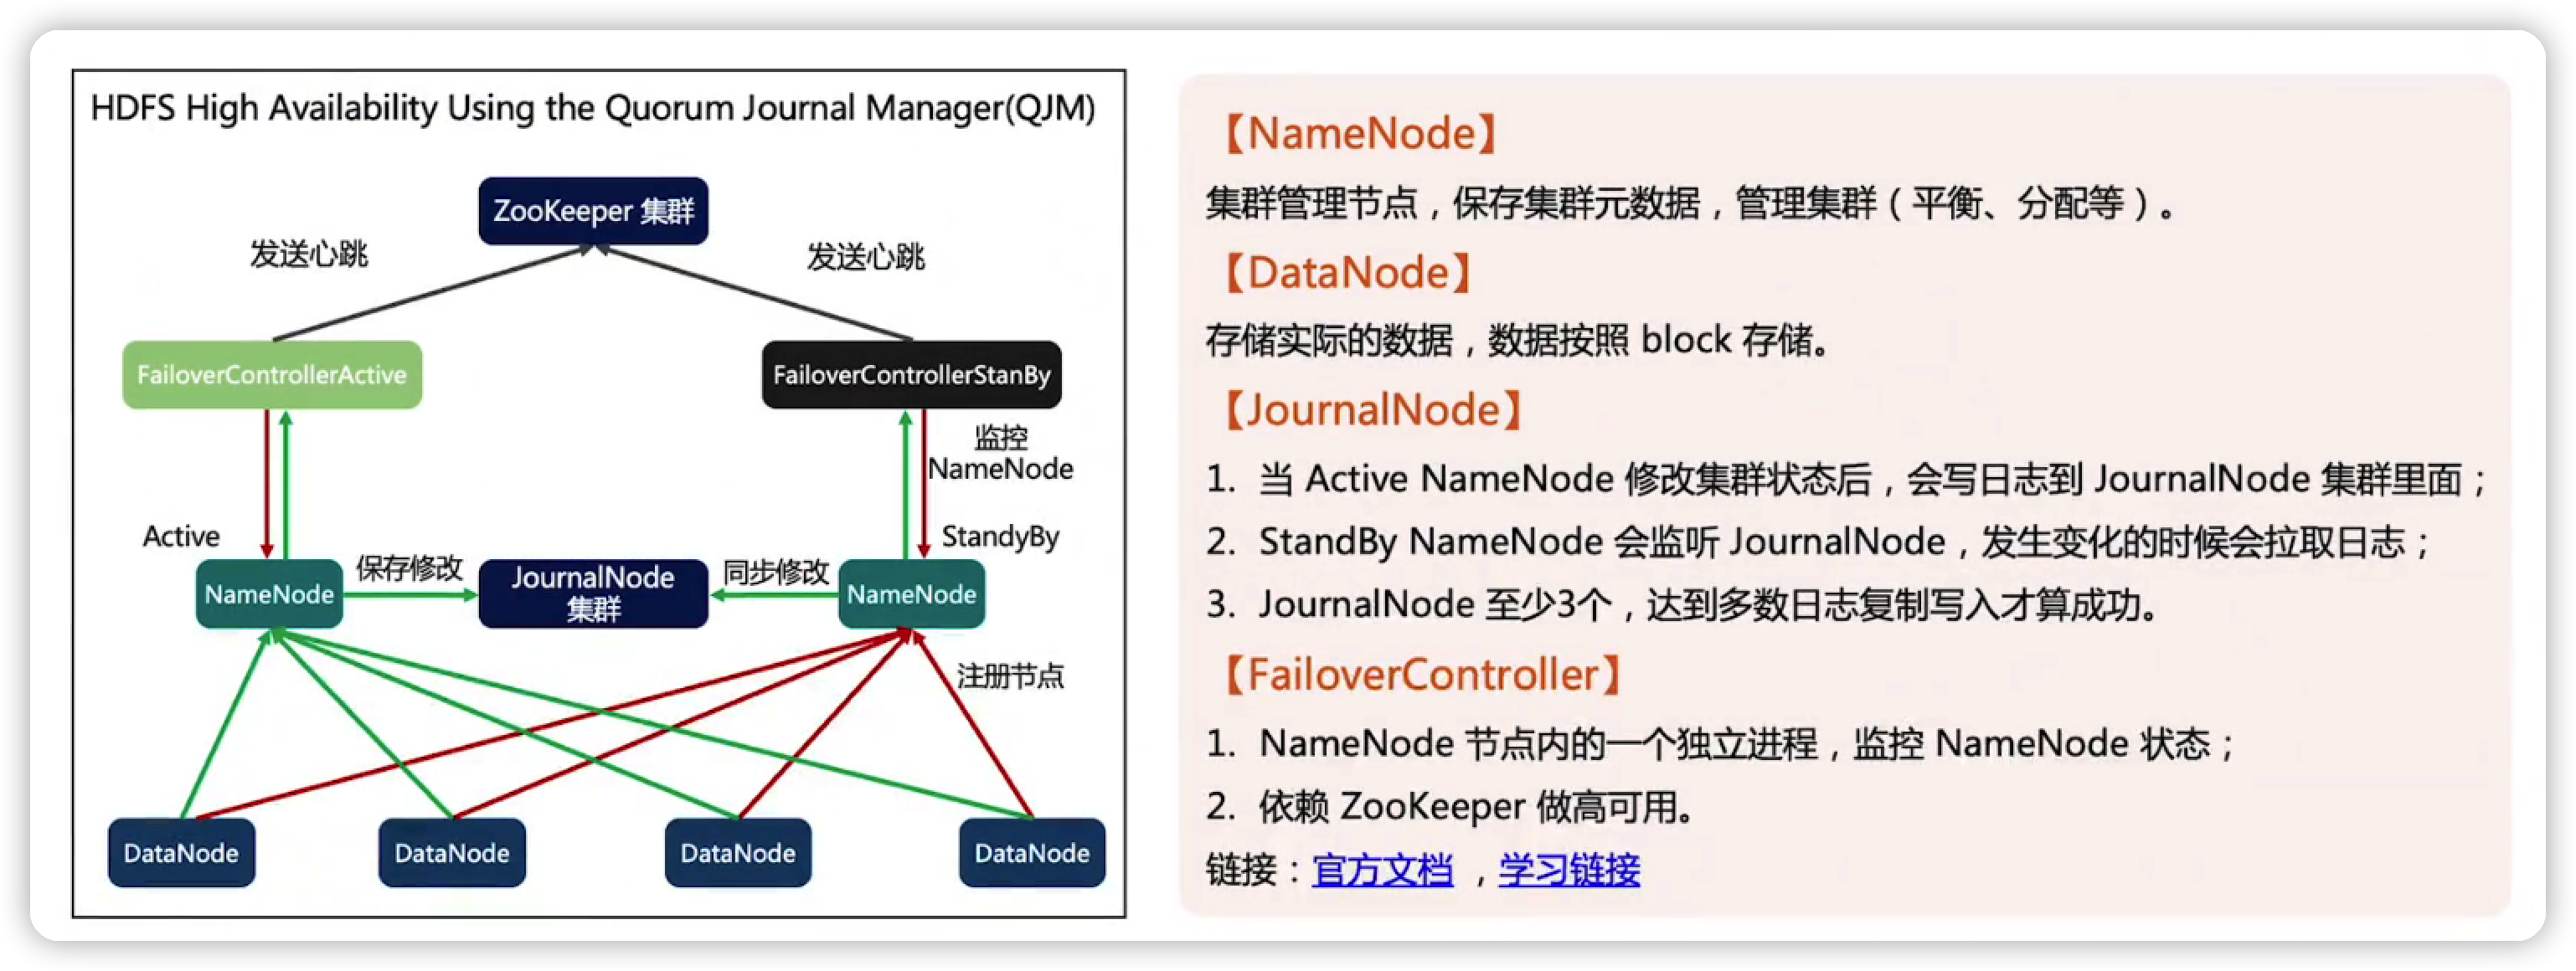 HDFS High Availability Using the Quorum Journal Manager(QJM)
ZooKeeper 集群
发送心跳
发送心跳
FailoverControllerActive
FailoverControllerStanBy
监控
NameNode
Active
StandyBy
NameNode
保存修改
JournalNode
集群
同步修改
NameNode
注册节点
DataNode
DataNode
DataNode
DataNode
【NameNode】
集群管理节点，保存集群元数据，管理集群（平衡、分配等）。
【DataNode】
存储实际的数据，数据按照 block 存储。
【JournalNode】
1. 当 Active NameNode 修改集群状态后，会写日志到 JournalNode 集群里面；
2. StandBy NameNode 会监听 JournalNode，发生变化的时候会拉取日志；
3. JournalNode 至少3个，达到多数日志复制写入才算成功。
【FailoverController】
1. NameNode 节点内的一个独立进程，监控 NameNode 状态；
2. 依赖 ZooKeeper 做高可用。
链接：官方文档 ，学习链接